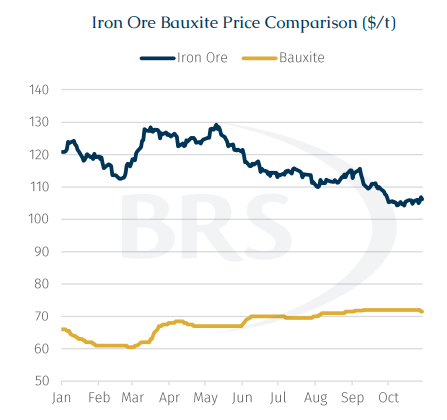 Iron Ore Bauxite Price Comparison ($/t)
Iron Ore Bauxite
140
130
120
110
100
90
80
70
60
50
BRS
Jan Feb Mar Apr May Jun Jul Aug Sep Oct